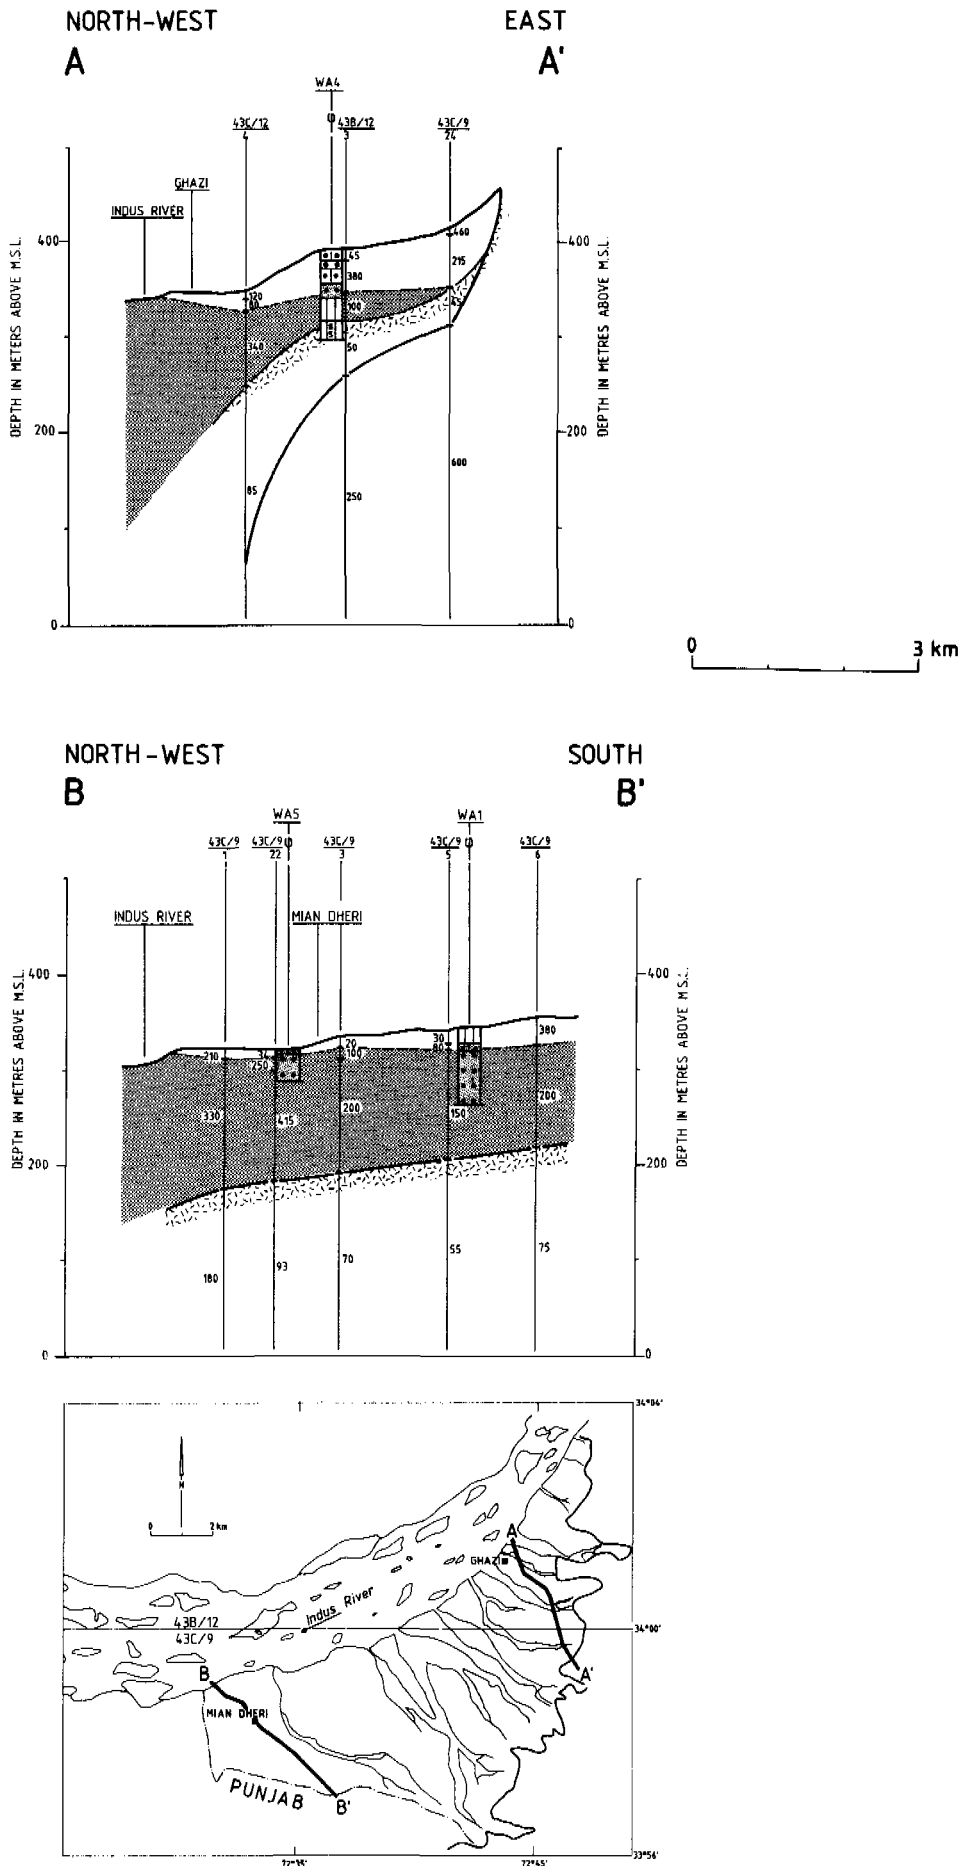 NORTH-WEST EAST
A A'
WA4
43C/12 43B/12 43C/9
4 3 24
GHAZI
INDUS RIVER
DEPTH IN METERS ABOVE M.S.L.
DEPTH IN METRES ABOVE M.S.L.
400 400
460
45
215
380
120
80
100
45
340
50
200 200
600
85
250
0 0
0 3 km
NORTH-WEST SOUTH
B B'
WA5 WA1
43C/9 43C/9 43C/9 43C/9 43C/9
1 22 3 5 6
INDUS RIVER MIAN DHERI
DEPTH IN METRES ABOVE M.S.L.
DEPTH IN METRES ABOVE M.S.L.
400 400
380
30
20
80
210 100
250
330 415 200 150 200
200 200
55 75
70
93
180
0 0
34°04'
N
0 2 km
A
GHAZI
Indus River
43B/12
43C/9
34°00'
B
A'
MIAN DHERI
PUNJAB
B'
33°56'
72°45'